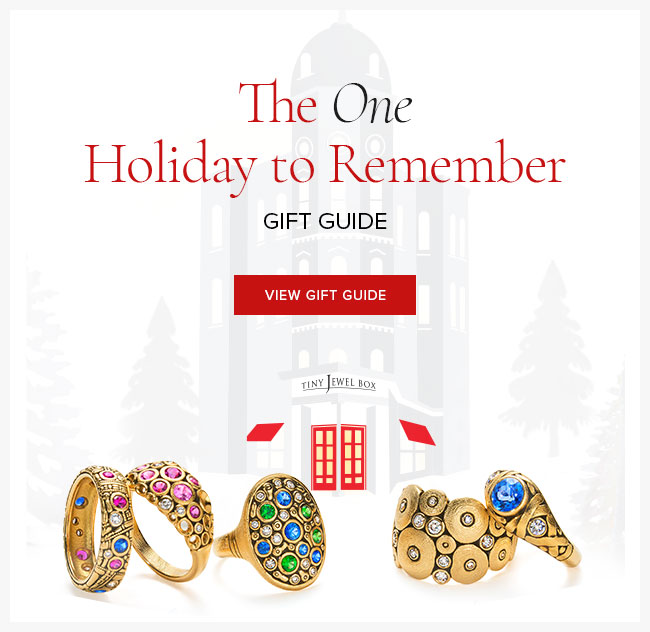 The One
Holiday to Remember
GIFT GUIDE
VIEW GIFT GUIDE
TINY JEWEL BOX